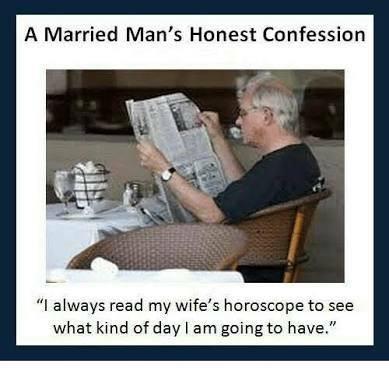 A Married Man's Honest Confession
“I always read my wife’s horoscope to see
what kind of day I am going to have.”